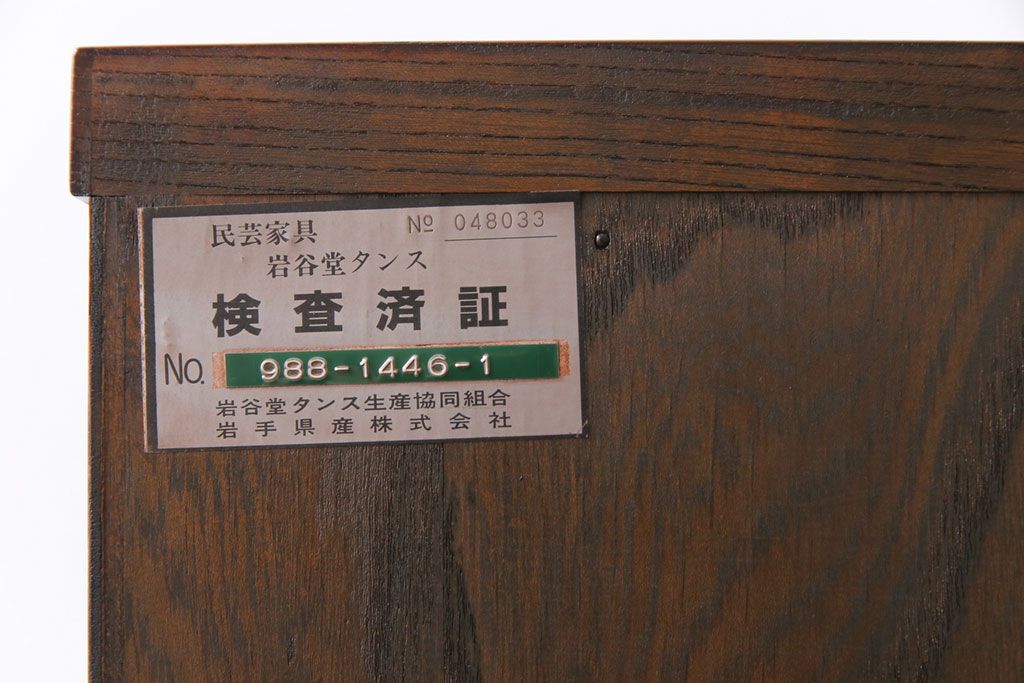 民芸家具 № 048033
岩谷堂タンス
検査済証
No. 988-1446-1
岩谷堂タンス生産協同組合
岩手県産株式会社